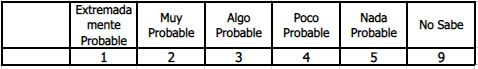 Extremada
mente
Probable
Muy
Probable
Algo
Probable
Poco
Probable
Nada
Probable
No Sabe
1 2 3 4 5 9